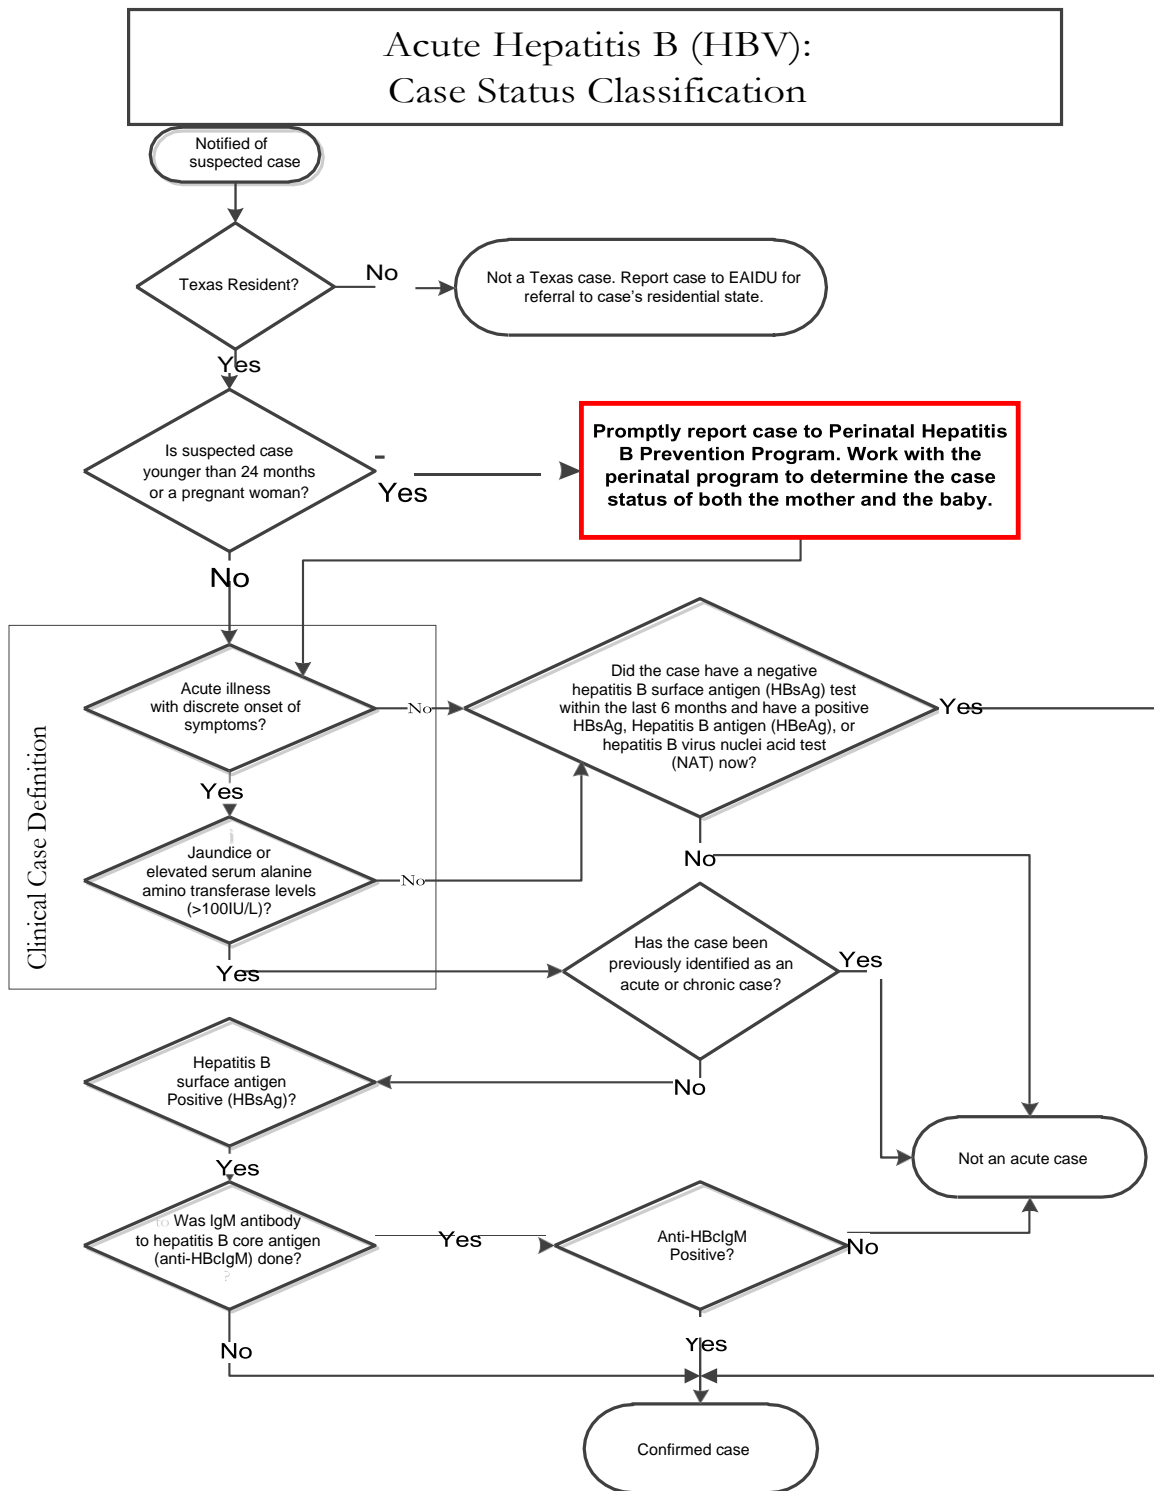 Acute Hepatitis B (HBV):
Case Status Classification
Notified of
suspected case
Texas Resident?
No
Not a Texas case. Report case to EAIDU for
referral to case’s residential state.
Yes
Is suspected case
younger than 24 months
or a pregnant woman?
Yes
Promptly report case to Perinatal Hepatitis
B Prevention Program. Work with the
perinatal program to determine the case
status of both the mother and the baby.
No
Clinical Case Definition
Acute illness
with discrete onset of
symptoms?
No
Did the case have a negative
hepatitis B surface antigen (HBsAg) test
within the last 6 months and have a positive
HBsAg, Hepatitis B antigen (HBeAg), or
hepatitis B virus nuclei acid test
(NAT) now?
Yes
Yes
No
Jaundice or
elevated serum alanine
amino transferase levels
(>100IU/L)?
No
Yes
Has the case been
previously identified as an
acute or chronic case?
Yes
No
Hepatitis B
surface antigen
Positive (HBsAg)?
Yes
Not an acute case
to Was IgM antibody
to hepatitis B core antigen
(anti-HBcIgM) done?
?
Yes
Anti-HBcIgM
Positive?
No
No
Yes
Confirmed case